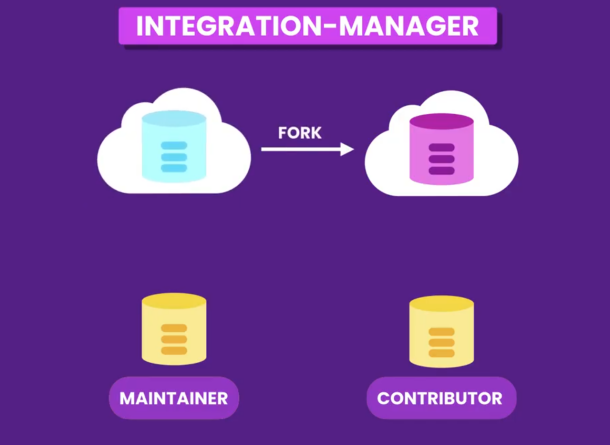 INTEGRATION-MANAGER
FORK
MAINTAINER
CONTRIBUTOR